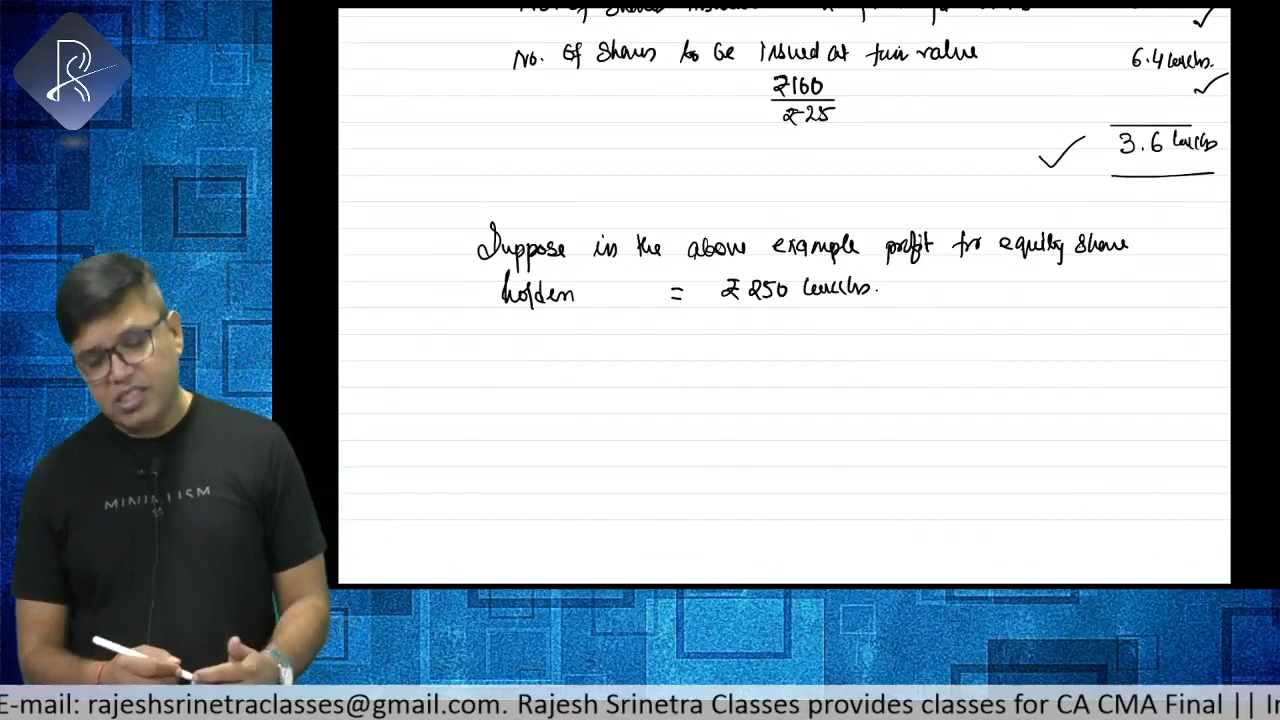 No. of shares to be issued at fair value
6.4 lakhs.
₹160
₹25
3.6 lakhs
Suppose in the above example profit for equity share
holders = ₹250 lakhs.
MINIMALISM
E-mail: rajeshsrinetraclasses@gmail.com. Rajesh Srinetra Classes provides classes for CA CMA Final || I